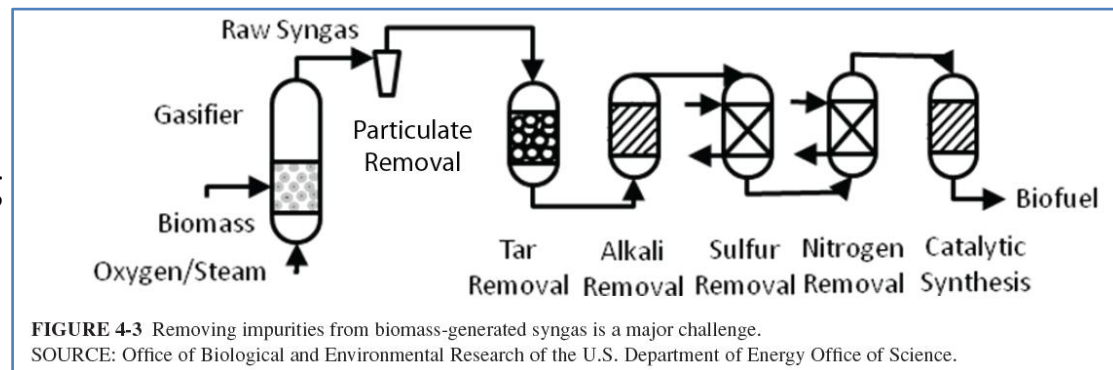 Raw Syngas
Gasifier
Particulate
Removal
Biomass
Oxygen/Steam
Tar
Removal
Alkali
Removal
Sulfur
Removal
Nitrogen
Removal
Catalytic
Synthesis
Biofuel
FIGURE 4-3 Removing impurities from biomass-generated syngas is a major challenge.
SOURCE: Office of Biological and Environmental Research of the U.S. Department of Energy Office of Science.